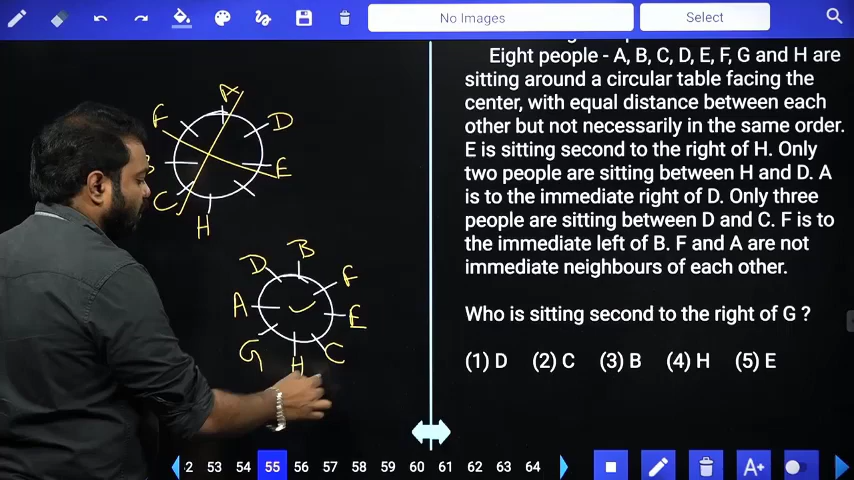 No Images
Select
Eight people - A, B, C, D, E, F, G and H are
sitting around a circular table facing the
center, with equal distance between each
other but not necessarily in the same order.
E is sitting second to the right of H. Only
two people are sitting between H and D. A
is to the immediate right of D. Only three
people are sitting between D and C. F is to
the immediate left of B. F and A are not
immediate neighbours of each other.
Who is sitting second to the right of G ?
(1) D (2) C (3) B (4) H (5) E
A
F
D
E
C
H
B
D
F
A
E
G
C
H
?
53 54 55 56 57 58 59 60 61 62 63 64
A+